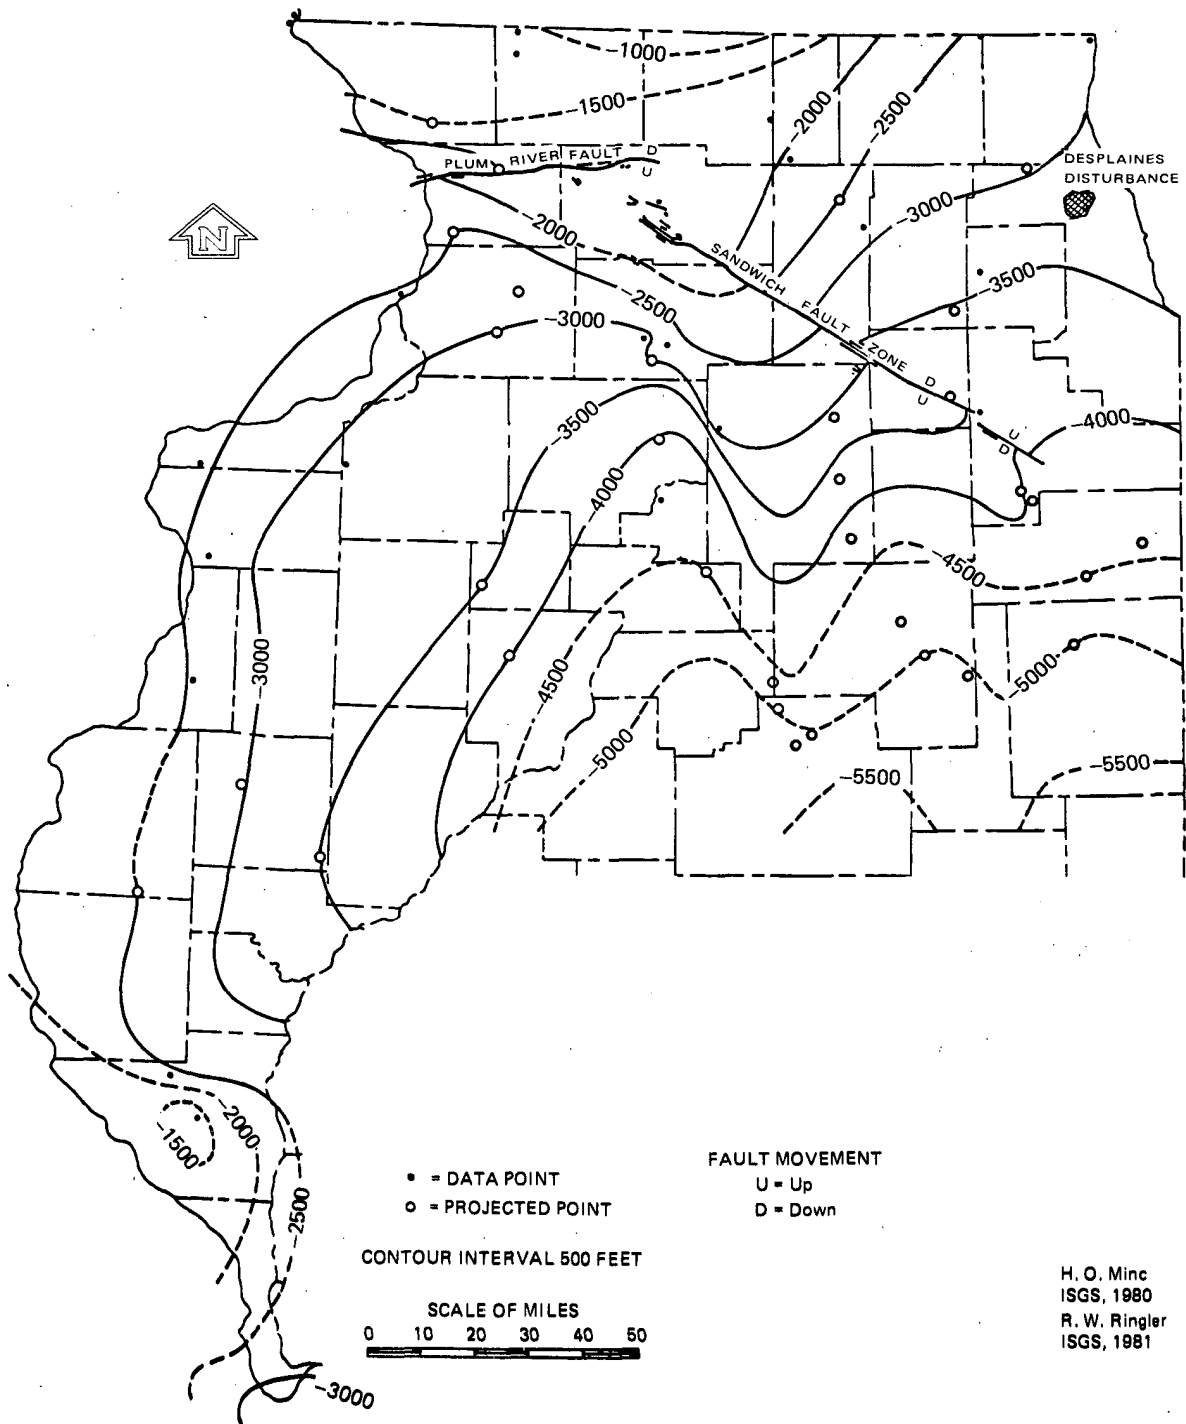 -1000
-1500
-2000
-2500
PLUM RIVER FAULT
D
U
DESPLAINES
DISTURBANCE
N
-2000
-3000
SANDWICH FAULT ZONE
-2500
-3500
-3000
D
U
-3500
-4000
U
D
-4000
-4500
-3000
-4500
-5000
-5000
-5500
-5500
-2000
-1500
-2500
• = DATA POINT
o = PROJECTED POINT
FAULT MOVEMENT
U = Up
D = Down
CONTOUR INTERVAL 500 FEET
SCALE OF MILES
0 10 20 30 40 50
H. O. Minc
ISGS, 1980
R. W. Ringler
ISGS, 1981
-3000